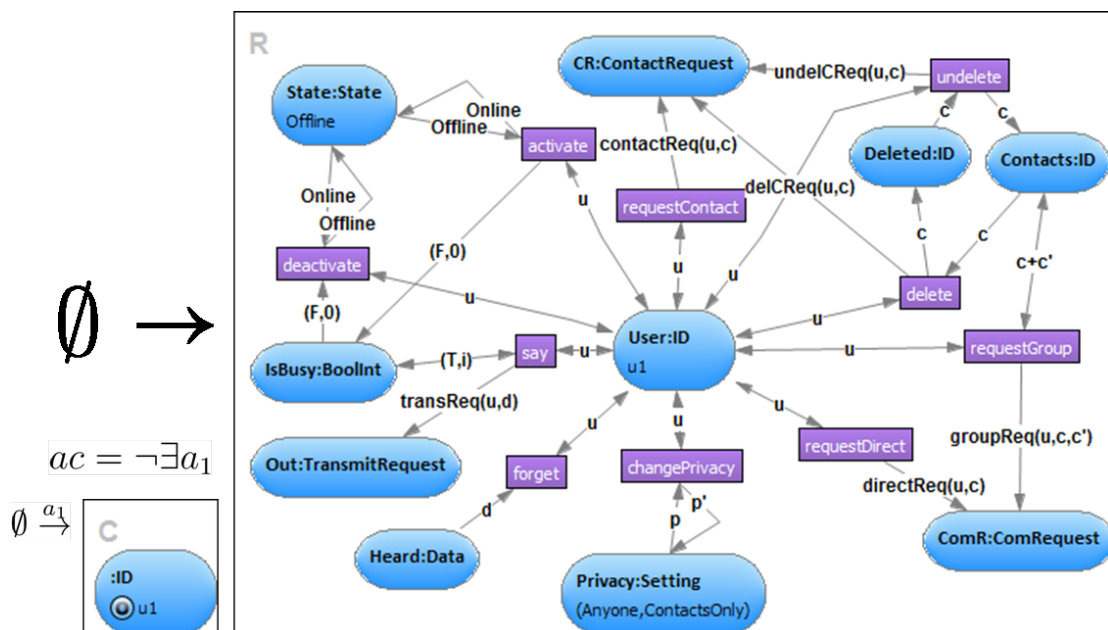 R
CR:ContactRequest
undelCReq(u,c)
undelete
State:State
Offline
Online
Offline
activate
contactReq(u,c)
c
c
Deleted:ID
Contacts:ID
Online
Offline
requestContact
delCReq(u,c)
deactivate
(F,0)
u
u
u
c
c
c+c'
delete
∅ →
(F,0)
u
u
User:ID
u1
IsBusy:BoolInt
(T,i)
say
u
u
requestGroup
transReq(u,d)
ac = ¬∃a₁
Out:TransmitRequest
u
u
u
requestDirect
groupReq(u,c,c')
forget
changePrivacy
directReq(u,c)
∅ a₁ →
C
d
p
p'
:ID
u1
Heard:Data
Privacy:Setting
(Anyone,ContactsOnly)
ComR:ComRequest